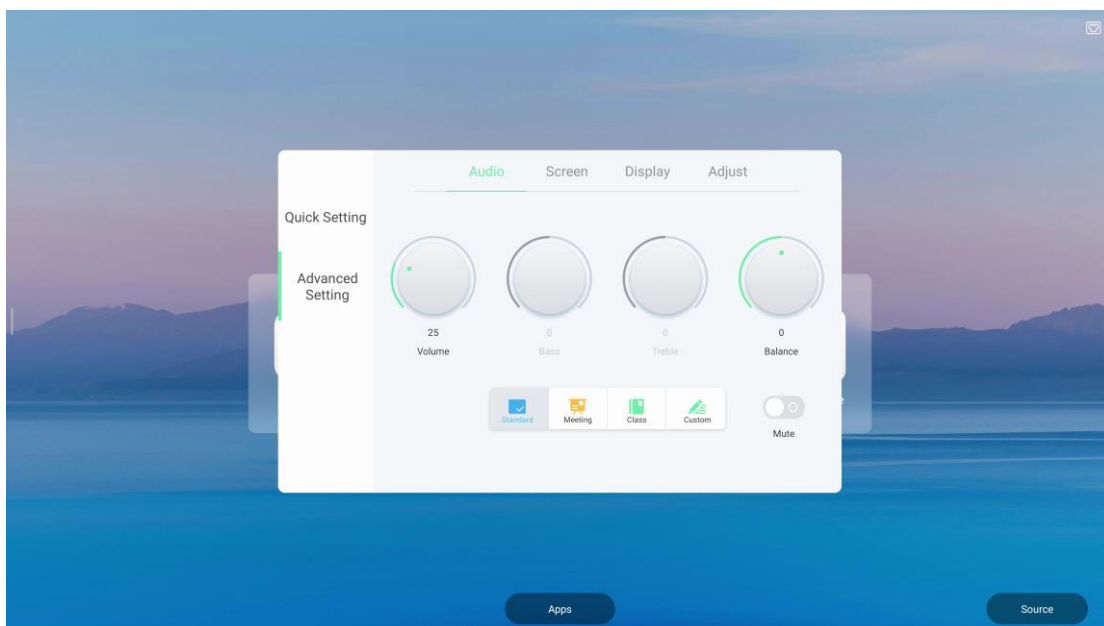 Audio Screen Display Adjust
Quick Setting
Advanced
Setting
25 0 0 0
Volume Bass Treble Balance
Standard Meeting Class Custom
Mute
Apps Source